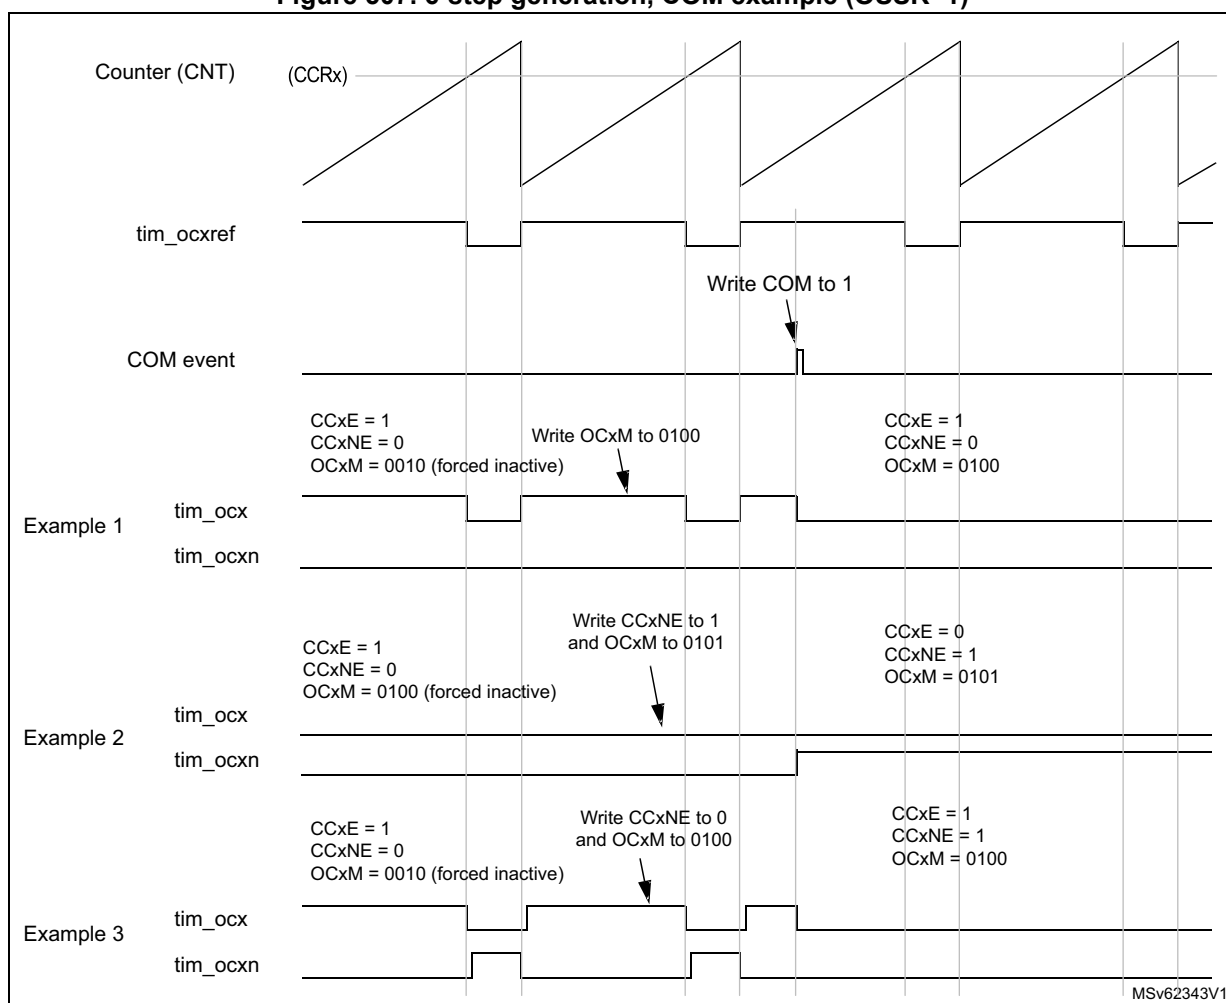 Counter (CNT)
(CCRx)
tim_ocxref
Write COM to 1
COM event
CCxE = 1
CCxNE = 0
OCxM = 0010 (forced inactive)
Write OCxM to 0100
CCxE = 1
CCxNE = 0
OCxM = 0100
Example 1
tim_ocx
tim_ocxn
CCxE = 1
CCxNE = 0
OCxM = 0100 (forced inactive)
Write CCxNE to 1
and OCxM to 0101
CCxE = 0
CCxNE = 1
OCxM = 0101
Example 2
tim_ocx
tim_ocxn
CCxE = 1
CCxNE = 0
OCxM = 0010 (forced inactive)
Write CCxNE to 0
and OCxM to 0100
CCxE = 1
CCxNE = 1
OCxM = 0100
Example 3
tim_ocx
tim_ocxn
MSv62343V1